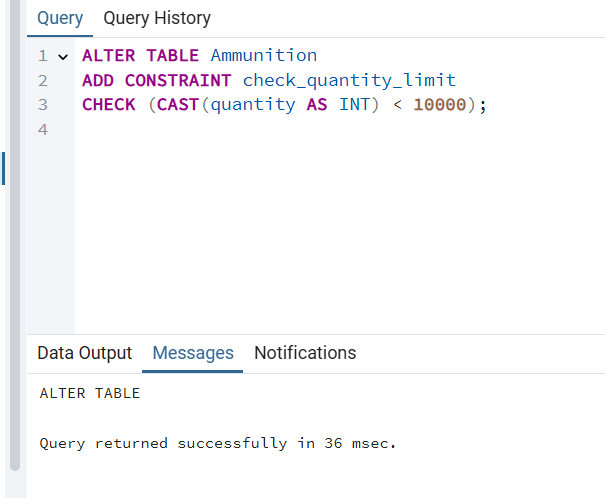 Query Query History
1 ALTER TABLE Ammunition
2 ADD CONSTRAINT check_quantity_limit
3 CHECK (CAST(quantity AS INT) < 10000);
4
Data Output Messages Notifications
ALTER TABLE
Query returned successfully in 36 msec.